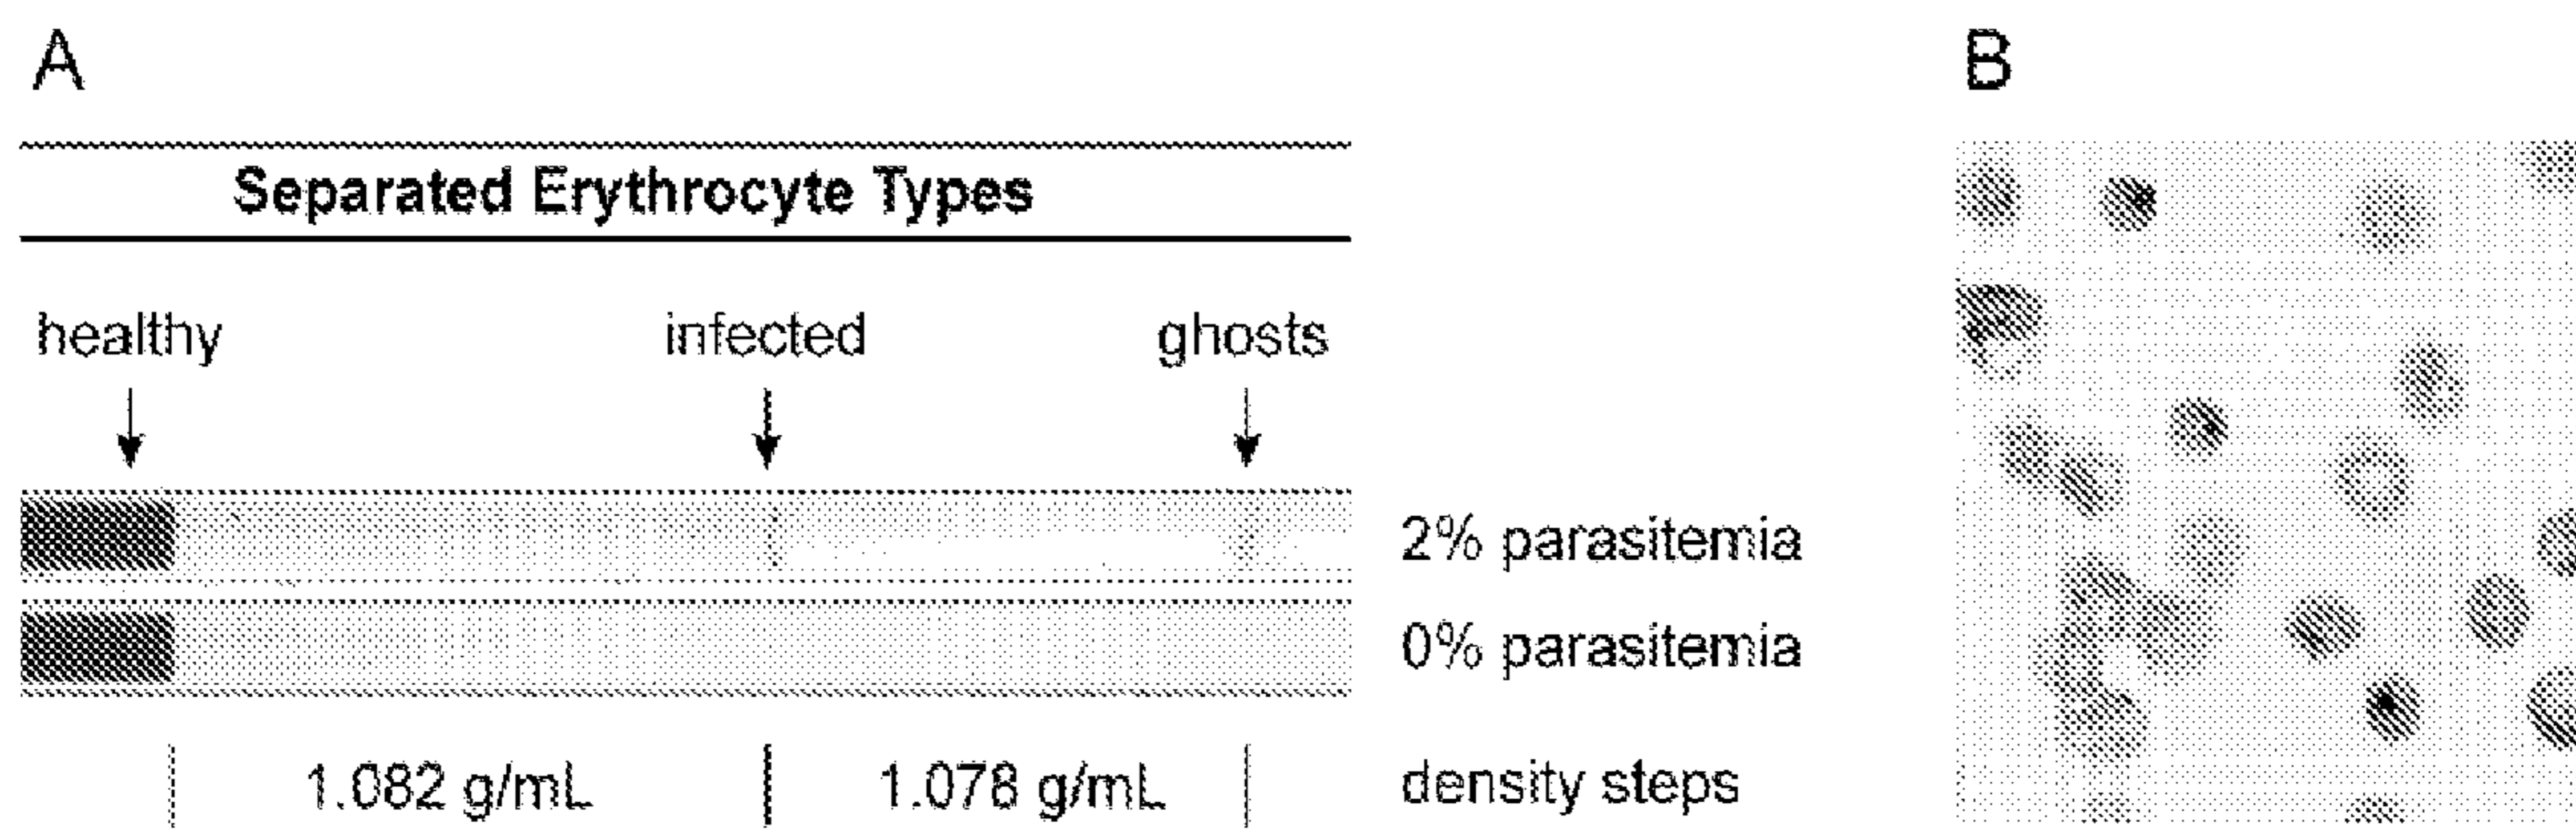 A
B
Separated Erythrocyte Types
healthy infected ghosts
2% parasitemia
0% parasitemia
1.082 g/mL 1.078 g/mL density steps